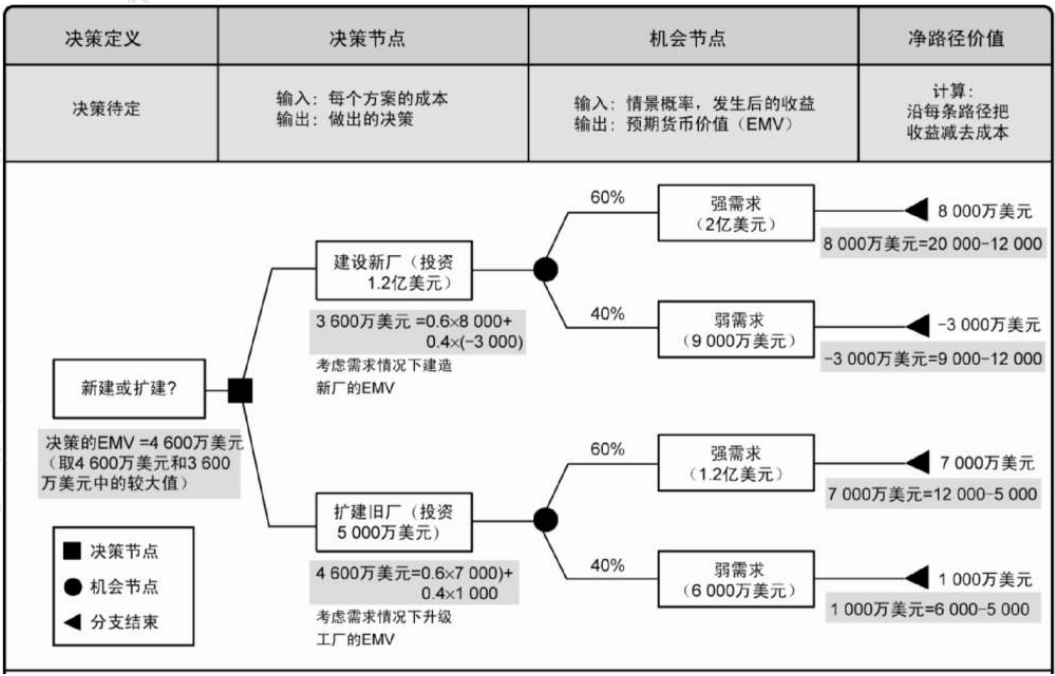 决策定义
决策节点
机会节点
净路径价值
决策待定
输入：每个方案的成本
输出：做出的决策
输入：情景概率，发生后的收益
输出：预期货币价值（EMV）
计算：
沿每条路径把
收益减去成本
新建或扩建?
决策的EMV =4 600万美元
（取4 600万美元和3 600
万美元中的较大值）
建设新厂（投资
1.2亿美元）
3 600万美元 =0.6×8 000+
0.4×(-3 000)
考虑需求情况下建造
新厂的EMV
60%
强需求
（2亿美元）
8 000万美元
8 000万美元=20 000-12 000
40%
弱需求
（9 000万美元）
-3 000万美元
-3 000万美元=9 000-12 000
扩建旧厂（投资
5 000万美元）
4 600万美元=0.6×7 000)+
0.4×1 000
考虑需求情况下升级
工厂的EMV
60%
强需求
（1.2亿美元）
7 000万美元
7 000万美元=12 000-5 000
40%
弱需求
（6 000万美元）
1 000万美元
1 000万美元=6 000-5 000
决策节点
机会节点
分支结束